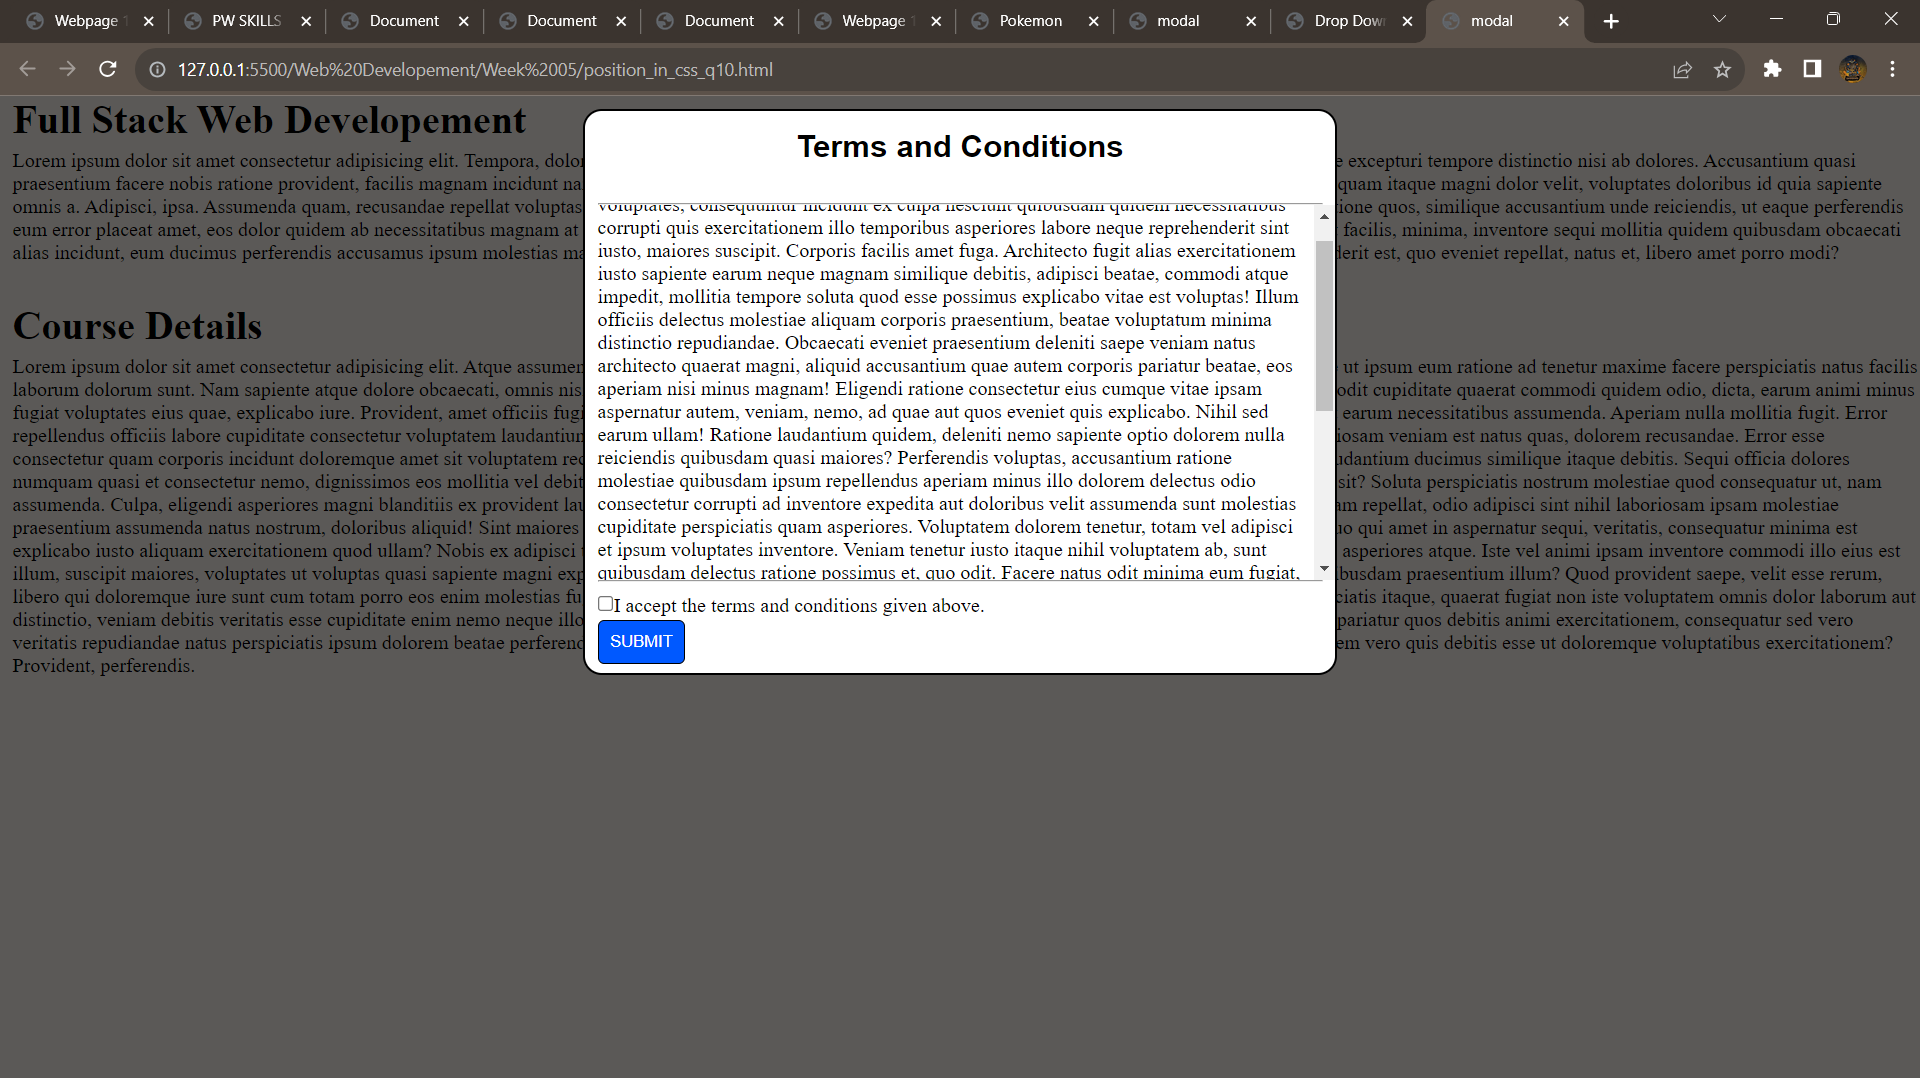 Webpage 1
PW SKILLS
Document
Document
Document
Webpage 1
Pokemon
modal
Drop Down
modal
127.0.0.1:5500/Web%20Developement/Week%2005/position_in_css_q10.html
Full Stack Web Developement
Lorem ipsum dolor sit amet consectetur adipisicing elit. Tempora, dolor
praesentium facere nobis ratione provident, facilis magnam incidunt na
omnis a. Adipisci, ipsa. Assumenda quam, recusandae repellat voluptas
eum error placeat amet, eos dolor quidem ab necessitatibus magnam at
alias incidunt, eum ducimus perferendis accusamus ipsum molestias ma
e excepturi tempore distinctio nisi ab dolores. Accusantium quasi
quam itaque magni dolor velit, voluptates doloribus id quia sapiente
ione quos, similique accusantium unde reiciendis, ut eaque perferendis
facilis, minima, inventore sequi mollitia quidem quibusdam obcaecati
lerit est, quo eveniet repellat, natus et, libero amet porro modi?
Course Details
Lorem ipsum dolor sit amet consectetur adipisicing elit. Atque assumen
laborum dolorum sunt. Nam sapiente atque dolore obcaecati, omnis nis
fugiat voluptates eius quae, explicabo iure. Provident, amet officiis fugi
repellendus officiis labore cupiditate consectetur voluptatem laudantium
consectetur quam corporis incidunt doloremque amet sit voluptatem rec
numquam quasi et consectetur nemo, dignissimos eos mollitia vel debit
assumenda. Culpa, eligendi asperiores magni blanditiis ex provident lau
praesentium assumenda natus nostrum, doloribus aliquid! Sint maiores
explicabo iusto aliquam exercitationem quod ullam? Nobis ex adipisci
illum, suscipit maiores, voluptates ut voluptas quasi sapiente magni exp
libero qui doloremque iure sunt cum totam porro eos enim molestias fu
distinctio, veniam debitis veritatis esse cupiditate enim nemo neque illo
veritatis repudiandae natus perspiciatis ipsum dolorem beatae perferenc
Provident, perferendis.
ut ipsum eum ratione ad tenetur maxime facere perspiciatis natus facilis
odit cupiditate quaerat commodi quidem odio, dicta, earum animi minus
earum necessitatibus assumenda. Aperiam nulla mollitia fugit. Error
iosam veniam est natus quas, dolorem recusandae. Error esse
udantium ducimus similique itaque debitis. Sequi officia dolores
sit? Soluta perspiciatis nostrum molestiae quod consequatur ut, nam
um repellat, odio adipisci sint nihil laboriosam ipsam molestiae
uo qui amet in aspernatur sequi, veritatis, consequatur minima est
asperiores atque. Iste vel animi ipsam inventore commodi illo eius est
busdam praesentium illum? Quod provident saepe, velit esse rerum,
ciatis itaque, quaerat fugiat non iste voluptatem omnis dolor laborum aut
pariatur quos debitis animi exercitationem, consequatur sed vero
em vero quis debitis esse ut doloremque voluptatibus exercitationem?
Terms and Conditions
voluptates, consequuntur incidunt ex culpa nesciunt quibusdam quidem necessitatibus
corrupti quis exercitationem illo temporibus asperiores labore neque reprehenderit sint
iusto, maiores suscipit. Corporis facilis amet fuga. Architecto fugit alias exercitationem
iusto sapiente earum neque magnam similique debitis, adipisci beatae, commodi atque
impedit, mollitia tempore soluta quod esse possimus explicabo vitae est voluptas! Illum
officiis delectus molestiae aliquam corporis praesentium, beatae voluptatum minima
distinctio repudiandae. Obcaecati eveniet praesentium deleniti saepe veniam natus
architecto quaerat magni, aliquid accusantium quae autem corporis pariatur beatae, eos
aperiam nisi minus magnam! Eligendi ratione consectetur eius cumque vitae ipsam
aspernatur autem, veniam, nemo, ad quae aut quos eveniet quis explicabo. Nihil sed
earum ullam! Ratione laudantium quidem, deleniti nemo sapiente optio dolorem nulla
reiciendis quibusdam quasi maiores? Perferendis voluptas, accusantium ratione
molestiae quibusdam ipsum repellendus aperiam minus illo dolorem delectus odio
consectetur corrupti ad inventore expedita aut doloribus velit assumenda sunt molestias
cupiditate perspiciatis quam asperiores. Voluptatem dolorem tenetur, totam vel adipisci
et ipsum voluptates inventore. Veniam tenetur iusto itaque nihil voluptatem ab, sunt
quibusdam delectus ratione possimus et, quo odit. Facere natus odit minima eum fugiat,
I accept the terms and conditions given above.
SUBMIT